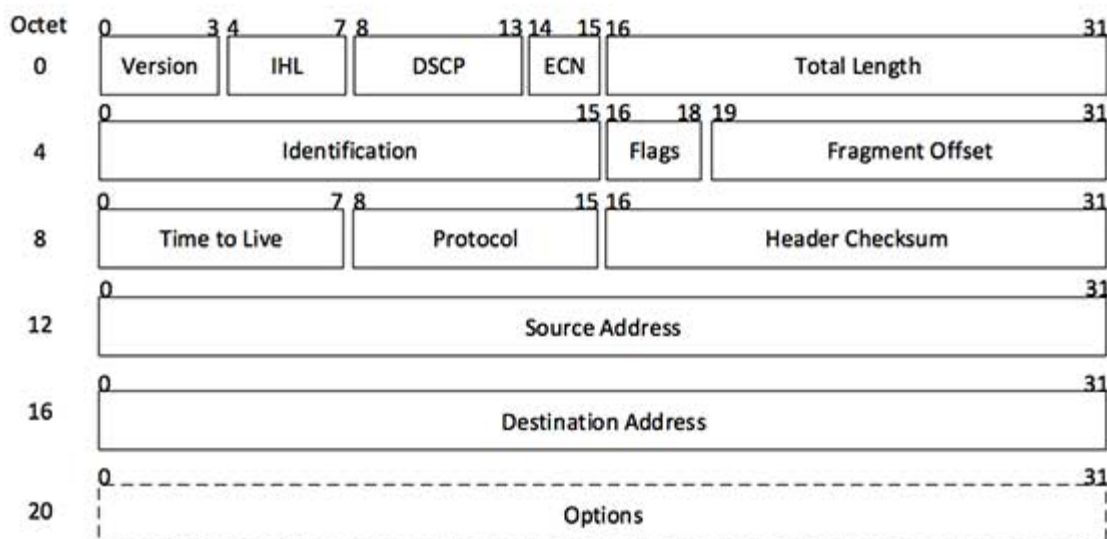 Octet 0 3 4 7 8 13 14 15 16 31
0 Version IHL DSCP ECN Total Length
0 15 16 18 19 31
4 Identification Flags Fragment Offset
0 7 8 15 16 31
8 Time to Live Protocol Header Checksum
0 31
12 Source Address
0 31
16 Destination Address
0 31
20 Options